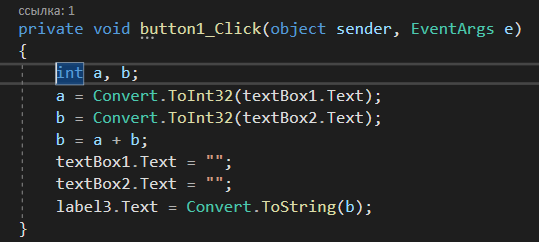 ссылка: 1
private void button1_Click(object sender, EventArgs e)
{
int a, b;
a = Convert.ToInt32(textBox1.Text);
b = Convert.ToInt32(textBox2.Text);
b = a + b;
textBox1.Text = "";
textBox2.Text = "";
label3.Text = Convert.ToString(b);
}